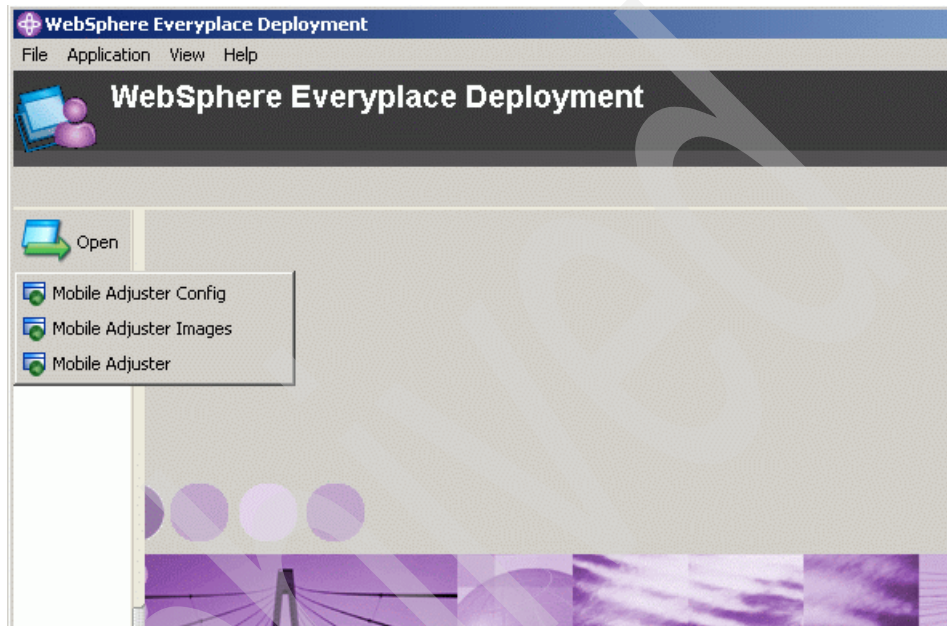 WebSphere Everyplace Deployment
File Application View Help
WebSphere Everyplace Deployment
Open
Mobile Adjuster Config
Mobile Adjuster Images
Mobile Adjuster